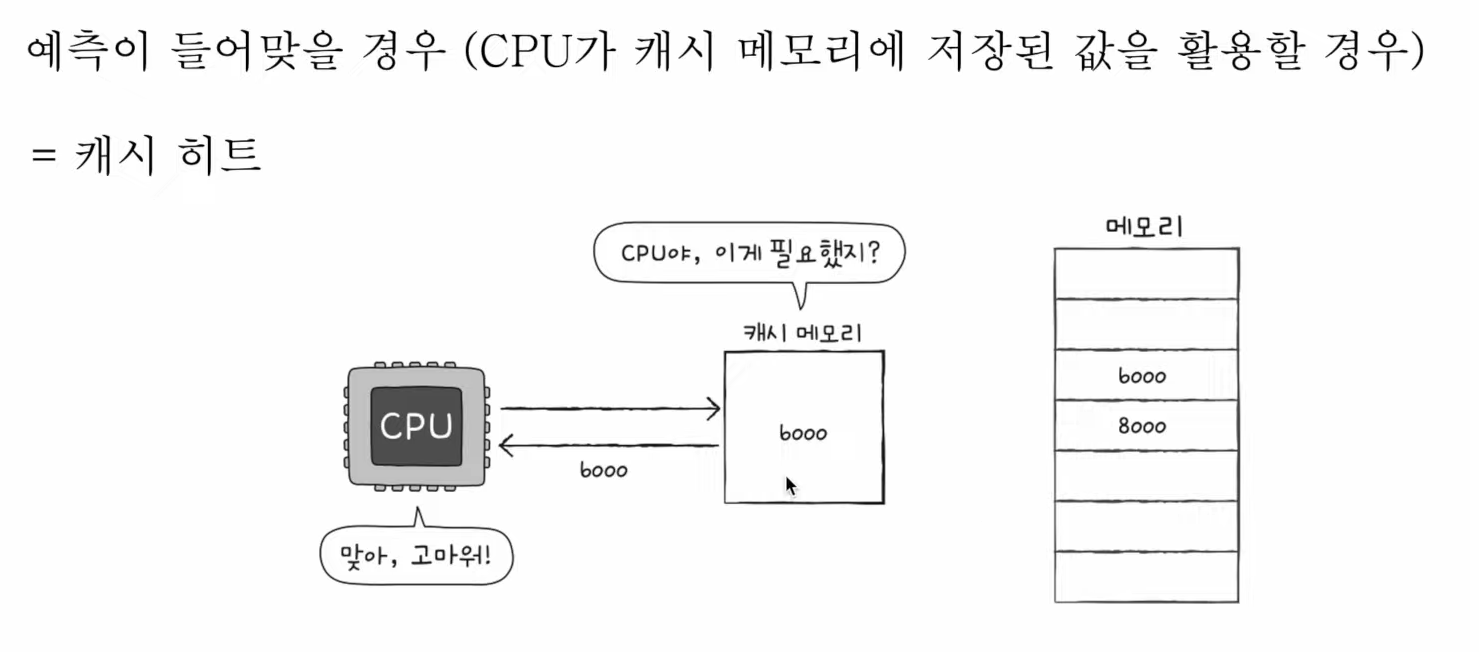 예측이 들어맞을 경우 (CPU가 캐시 메모리에 저장된 값을 활용할 경우)
= 캐시 히트
메모리
CPU야, 이게 필요했지?
캐시 메모리
6000
8000
CPU
6000
6000
맞아, 고마워!